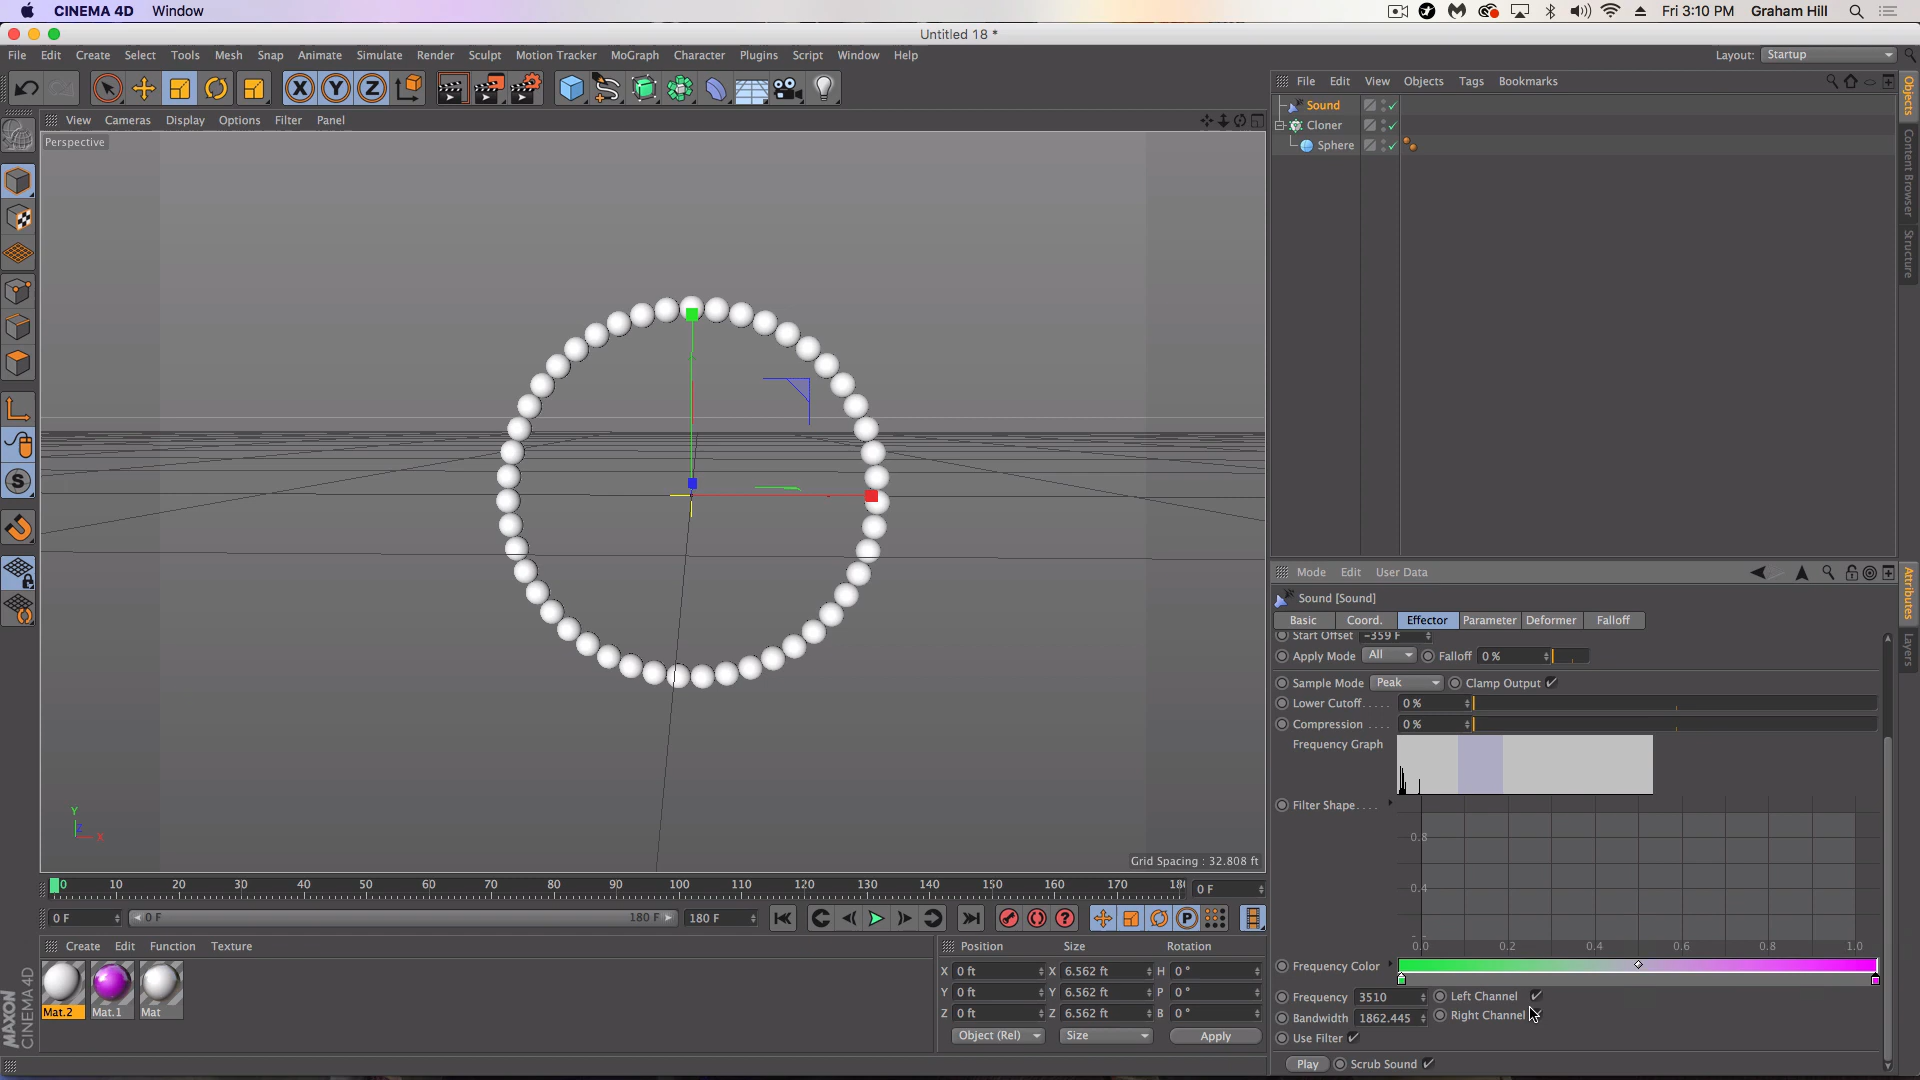 CINEMA 4D Window Fri 3:10 PM Graham Hill
Untitled 18 *
File Edit Create Select Tools Mesh Snap Animate Simulate Render Sculpt Motion Tracker MoGraph Character Plugins Script Window Help Layout: Startup
X Y Z
File Edit View Objects Tags Bookmarks
View Cameras Display Options Filter Panel
Perspective
Sound
Cloner
Sphere
Objects
Content Browser
Structure
Mode Edit User Data
Sound [Sound]
Basic Coord. Effector Parameter Deformer Falloff
Start Offset -359 F
Apply Mode All Falloff 0 %
Sample Mode Peak Clamp Output
Lower Cutoff..... 0 %
Compression .... 0 %
Frequency Graph
Filter Shape....
0.8
0.4
0.0 0.2 0.4 0.6 0.8 1.0
Frequency Color
Frequency 3510 Left Channel
Bandwidth 1862.445 Right Channel
Use Filter
Play Scrub Sound
Attributes
Layers
S
Y
Z
X
Grid Spacing : 32.808 ft
0 10 20 30 40 50 60 70 80 90 100 110 120 130 140 150 160 170 18 0 F
0 F 0 F 180 F 180 F
P
Create Edit Function Texture
Mat.2 Mat.1 Mat
Position Size Rotation
X 0 ft X 6.562 ft H 0 °
Y 0 ft Y 6.562 ft P 0 °
Z 0 ft Z 6.562 ft B 0 °
Object (Rel) Size Apply
MAXON
CINEMA 4D